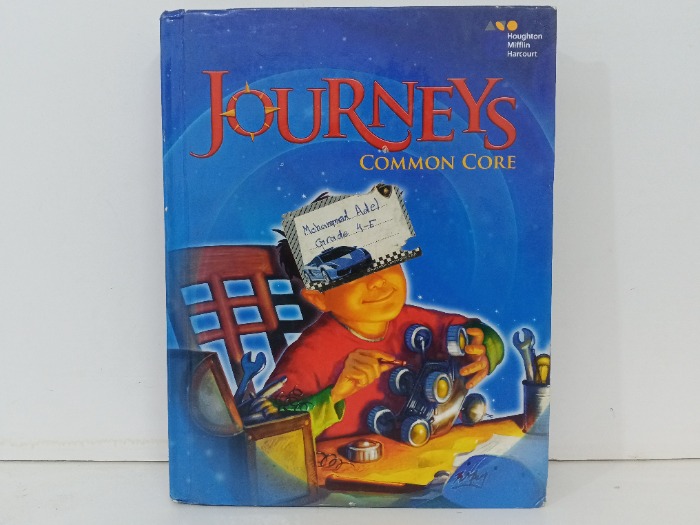 Houghton
Mifflin
Harcourt
JOURNEYS
COMMON CORE
Mohammad Adel
Grade 4-E